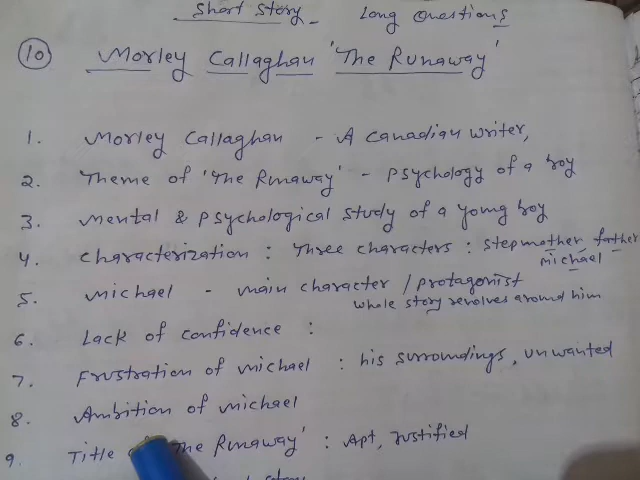 Short Story - Long Questions
10 Morley Callaghan 'The Runaway'
1. Morley Callaghan - A Canadian writer,
2. Theme of 'The Runaway' - Psychology of a boy
3. Mental & Psychological study of a young boy
4. Characterization : Three characters : stepmother, father
michael
5. Michael - main character / protagonist
whole story revolves around him
6. Lack of confidence :
7. Frustration of michael : his surroundings, unwanted
8. Ambition of michael
9. Title The Runaway' : Apt, Justified